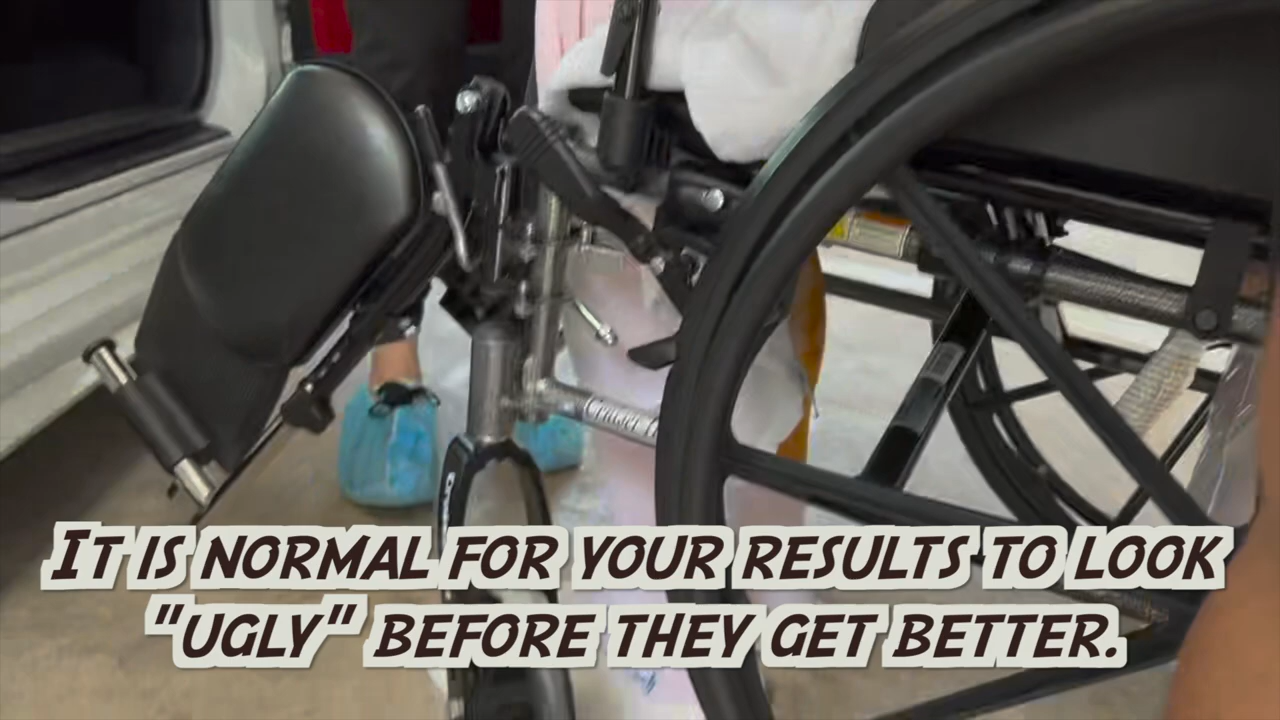 It is normal for your results to look
"ugly" before they get better.